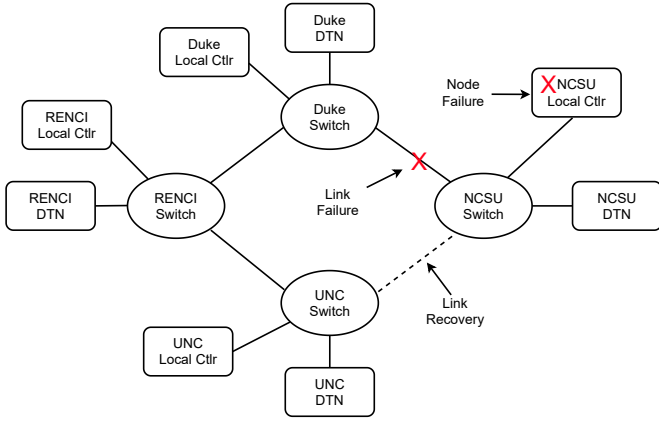 Duke
DTN
Duke
Local Ctlr
Node
Failure
X NCSU
Local Ctlr
RENCI
Local Ctlr
Duke
Switch
X
Link
Failure
RENCI
DTN
RENCI
Switch
NCSU
Switch
NCSU
DTN
UNC
Switch
Link
Recovery
UNC
Local Ctlr
UNC
DTN